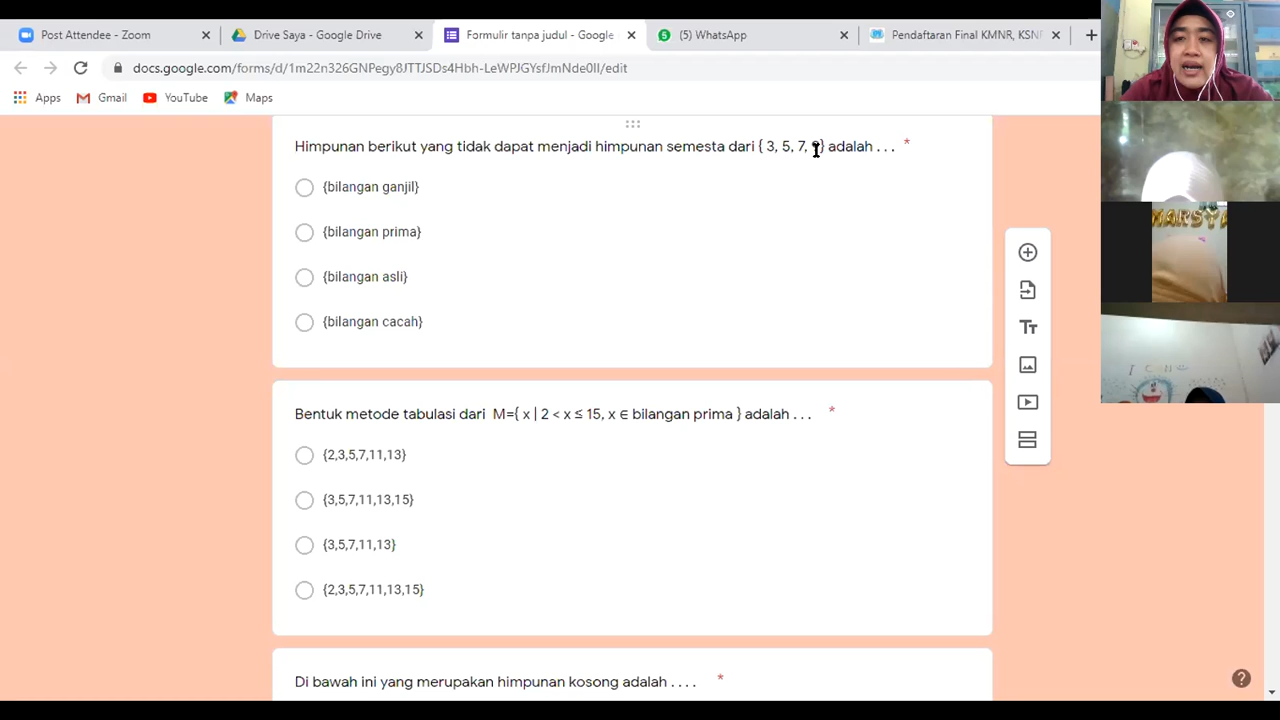 Post Attendee - Zoom
Drive Saya - Google Drive
Formulir tanpa judul - Google
(5) WhatsApp
Pendaftaran Final KMNR, KSNF
docs.google.com/forms/d/1m22n326GNPegy8JTTJSDs4Hbh-LeWPJGYsfJmNde0lI/edit
Apps
Gmail
YouTube
Maps
Himpunan berikut yang tidak dapat menjadi himpunan semesta dari { 3, 5, 7, } adalah . . . *
{bilangan ganjil}
{bilangan prima}
{bilangan asli}
{bilangan cacah}
Bentuk metode tabulasi dari M={ x | 2 < x ≤ 15, x ∈ bilangan prima } adalah . . . *
{2,3,5,7,11,13}
{3,5,7,11,13,15}
{3,5,7,11,13}
{2,3,5,7,11,13,15}
Di bawah ini yang merupakan himpunan kosong adalah . . . . *